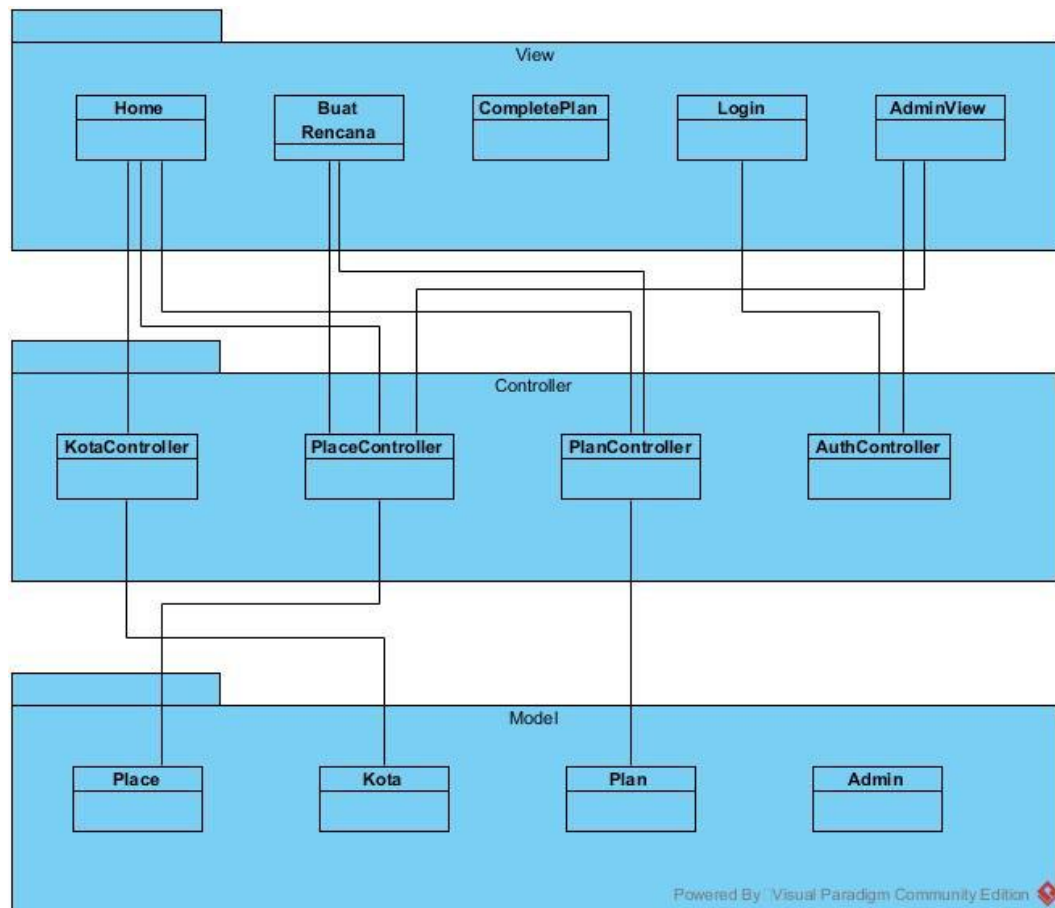 View
Home
Buat
Rencana
CompletePlan
Login
AdminView
Controller
KotaController
PlaceController
PlanController
AuthController
Model
Place
Kota
Plan
Admin
Powered By Visual Paradigm Community Edition